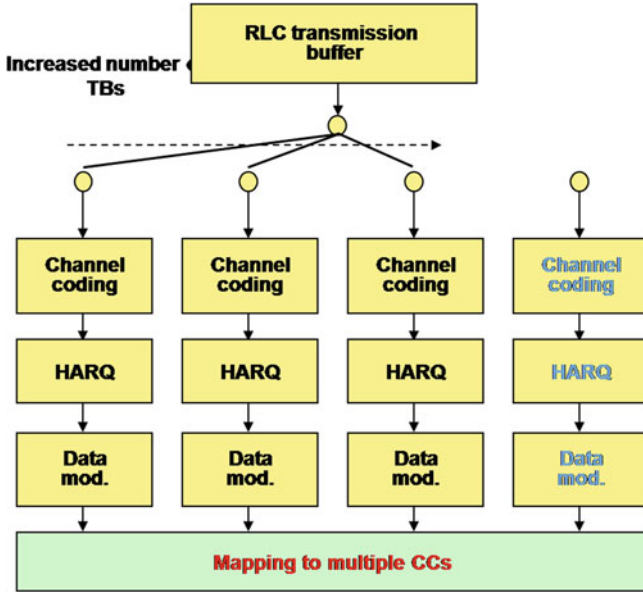 RLC transmission
buffer
Increased number
TBs
Channel
coding
Channel
coding
Channel
coding
Channel
coding
HARQ
HARQ
HARQ
HARQ
Data
mod.
Data
mod.
Data
mod.
Data
mod.
Mapping to multiple CCs